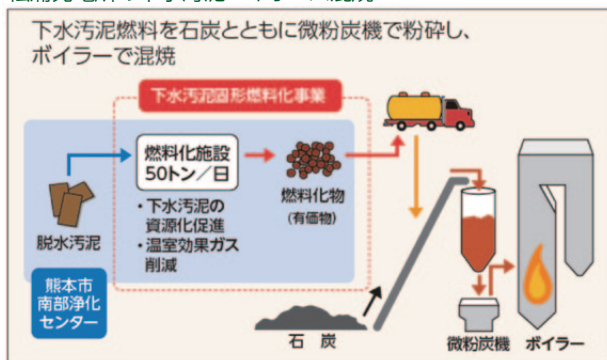 下水汚泥燃料を石炭とともに微粉炭機で粉砕し、
ボイラーで混焼
下水汚泥固形燃料化事業
燃料化施設
50トン／日
・下水汚泥の
資源化促進
・温室効果ガス
削減
燃料化物
(有価物)
脱水汚泥
熊本市
南部浄化
センター
石　炭
微粉炭機
ボイラー